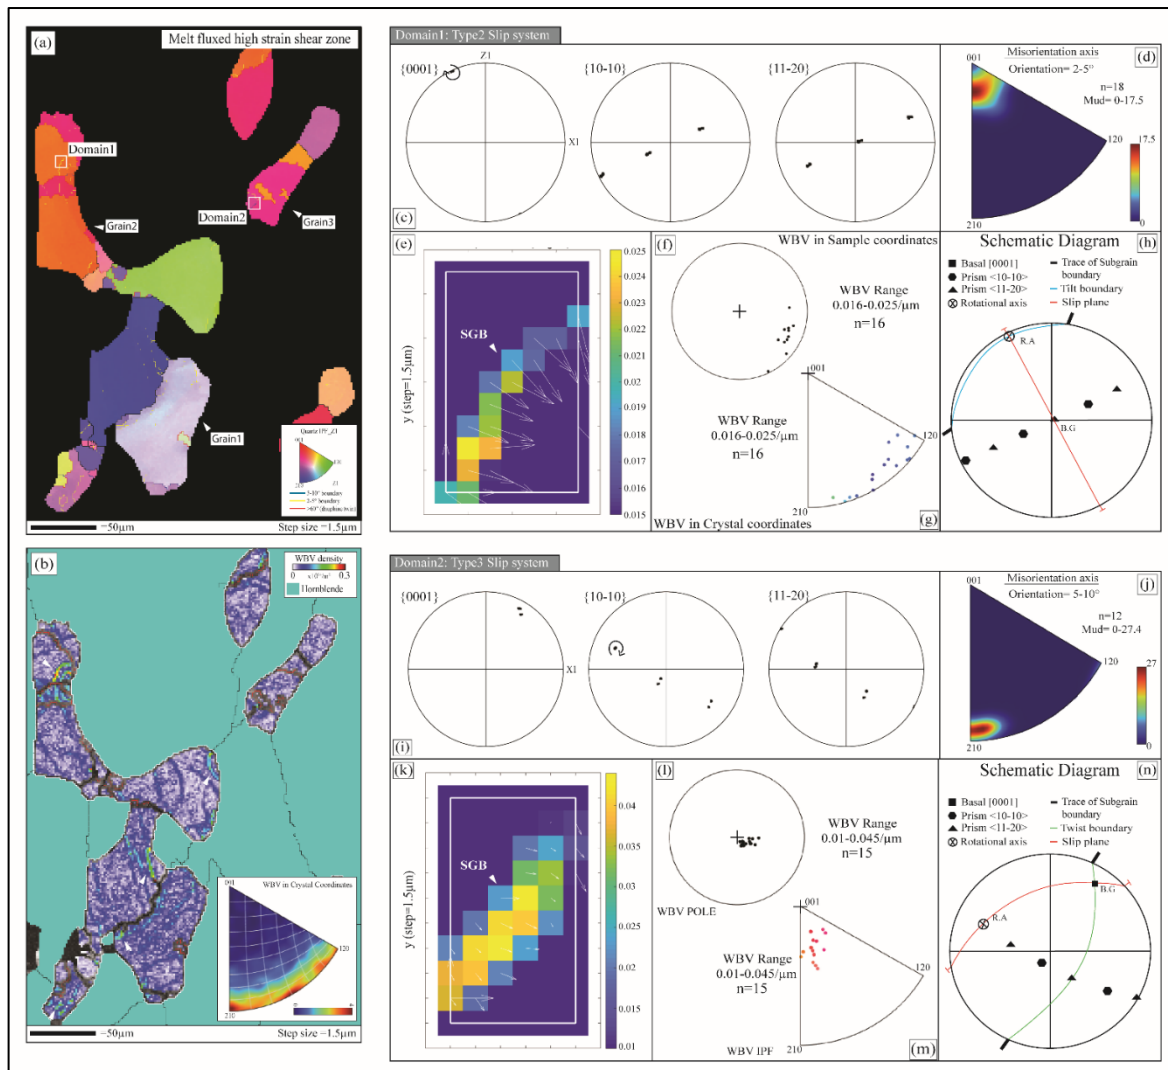 (a)
Melt fluxed high strain shear zone
Domain1
Grain2
Domain2
Grain3
Grain1
Quartz IPF
001
210
Z1
5-10° boundary
2-5° boundary
=50μm
Step size =1.5μm
(b)
WBV density
0
0.3
Hornblende
WBV in Crystal Coordinates
001
120
210
=50μm
Step size =1.5μm
Domain1: Type2 Slip system
{0001}
Z1
X1
{10-10}
{11-20}
(c)
(d)
Misorientation axis
Orientation= 2-5°
n=18
Mud= 0-17.5
001
120
210
17.5
0
(e)
SGB
y (step=1.5μm)
0.025
0.024
0.023
0.022
0.021
0.020
0.019
0.018
0.017
0.016
0.015
(f)
WBV in Sample coordinates
WBV Range
0.016-0.025/μm
n=16
001
120
210
WBV Range
0.016-0.025/μm
n=16
WBV in Crystal coordinates
(g)
Schematic Diagram
(h)
Basal [0001]
Prism <10-10>
Prism <11-20>
Rotational axis
Trace of Subgrain
boundary
Tilt boundary
Slip plane
R.A
B.G
Domain2: Type3 Slip system
{0001}
X1
{10-10}
{11-20}
(i)
(j)
Misorientation axis
Orientation= 5-10°
n=12
Mud= 0-27.4
001
120
210
27
0
(k)
SGB
y (step=1.5μm)
0.04
0.035
0.03
0.025
0.02
0.015
0.01
(l)
WBV POLE
WBV Range
0.01-0.045/μm
n=15
001
120
210
WBV Range
0.01-0.045/μm
n=15
WBV IPF
(m)
Schematic Diagram
(n)
Basal [0001]
Prism <10-10>
Prism <11-20>
Rotational axis
Trace of Subgrain
boundary
Twist boundary
Slip plane
R.A
B.G